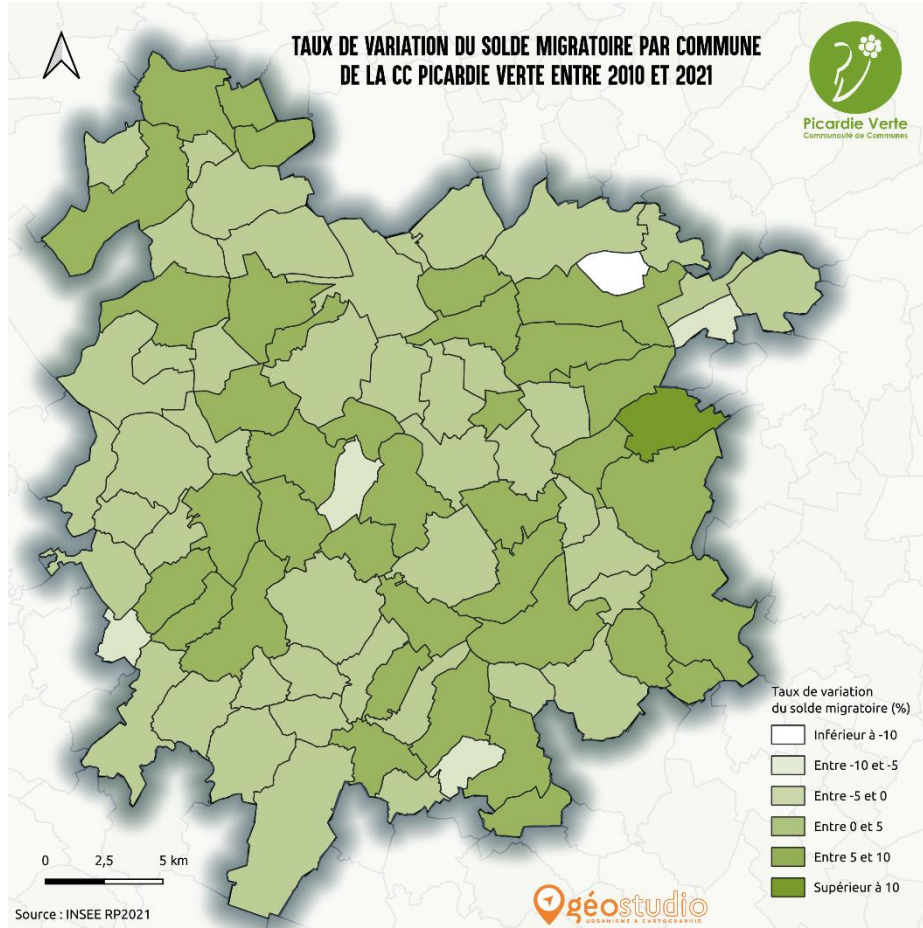 TAUX DE VARIATION DU SOLDE MIGRATOIRE PAR COMMUNE
DE LA CC PICARDIE VERTE ENTRE 2010 ET 2021
Picardie Verte
Communauté de Communes
Taux de variation
du solde migratoire (%)
Inférieur à -10
Entre -10 et -5
Entre -5 et 0
Entre 0 et 5
Entre 5 et 10
Supérieur à 10
0 2,5 5 km
Source : INSEE RP2021
géostudio
URBANISME & CARTOGRAPHIE